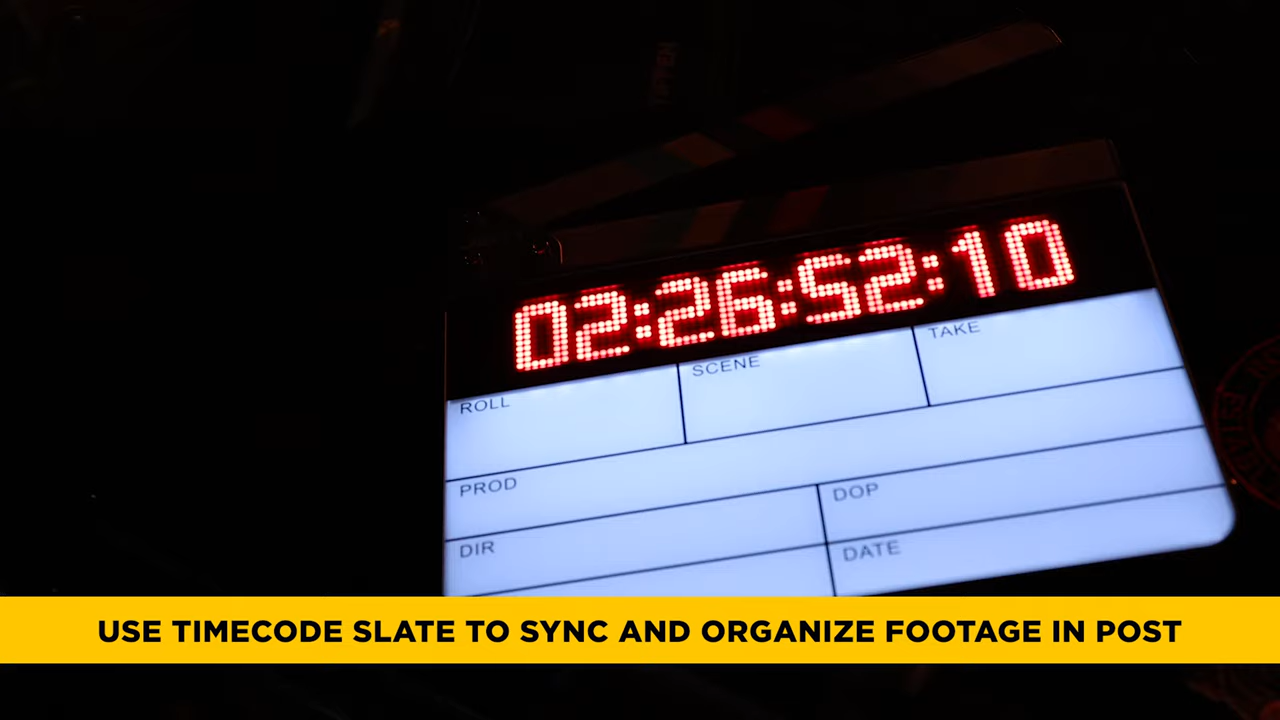 02:26:52:10
ROLL
SCENE
TAKE
PROD
DOP
DIR
DATE
USE TIMECODE SLATE TO SYNC AND ORGANIZE FOOTAGE IN POST